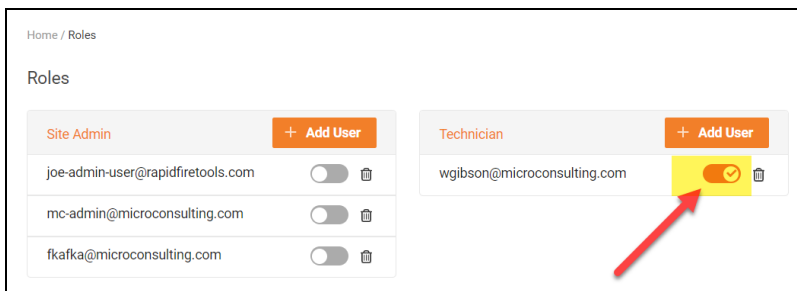 Home / Roles
Roles
Site Admin
+ Add User
joe-admin-user@rapidfiretools.com
mc-admin@microconsulting.com
fkafka@microconsulting.com
Technician
+ Add User
wgibson@microconsulting.com